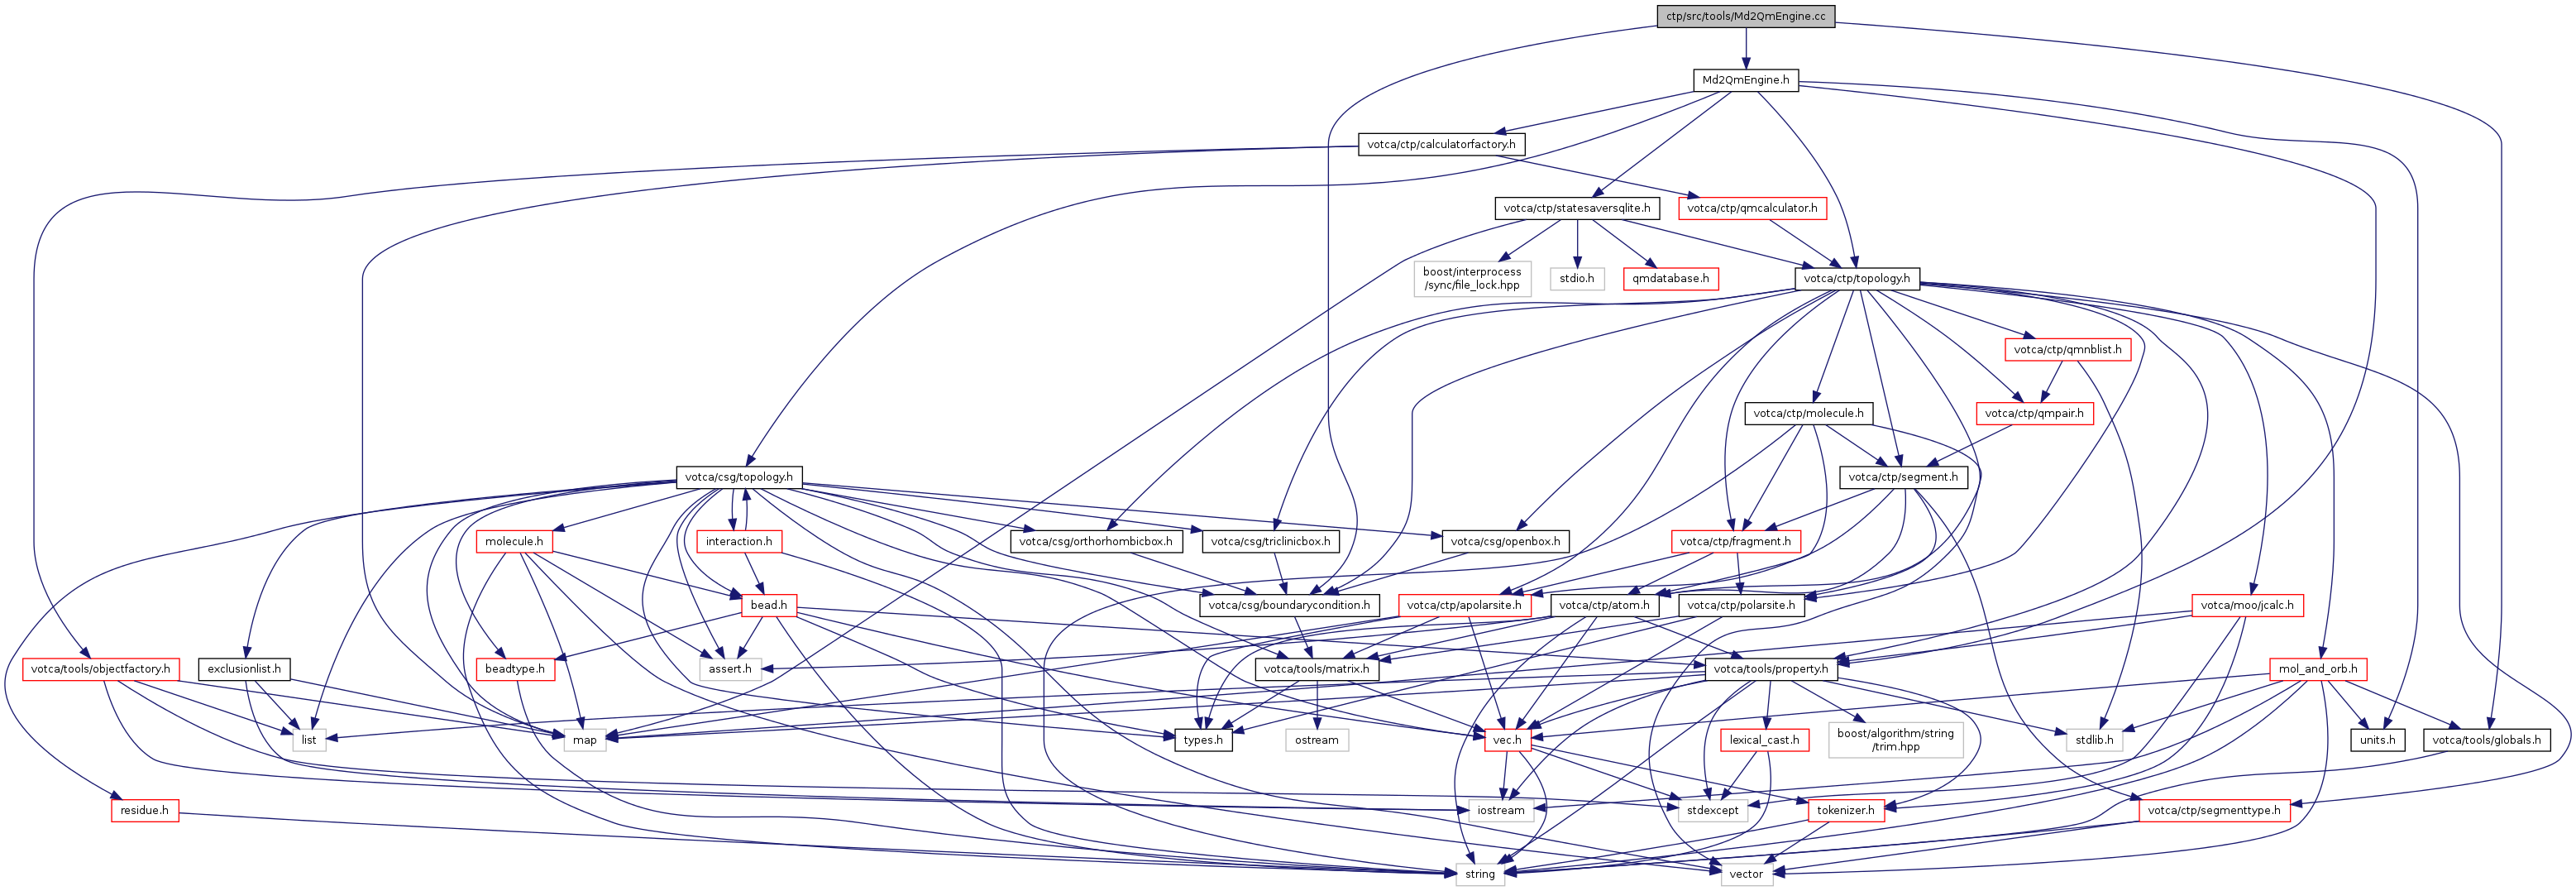 ctp/src/tools/Md2QmEngine.cc
Md2QmEngine.h
votca/ctp/calculatorfactory.h
votca/ctp/statesaversqlite.h
votca/ctp/qmcalculator.h
boost/interprocess
/sync/file_lock.hpp
stdio.h
qmdatabase.h
votca/ctp/topology.h
votca/ctp/qmnblist.h
votca/ctp/molecule.h
votca/ctp/qmpair.h
votca/csg/topology.h
votca/ctp/segment.h
molecule.h
interaction.h
votca/csg/orthorhombicbox.h
votca/csg/triclinicbox.h
votca/csg/openbox.h
votca/ctp/fragment.h
bead.h
votca/csg/boundarycondition.h
votca/ctp/apolarsite.h
votca/ctp/atom.h
votca/ctp/polarsite.h
votca/moo/jcalc.h
votca/tools/objectfactory.h
exclusionlist.h
beadtype.h
assert.h
votca/tools/matrix.h
votca/tools/property.h
mol_and_orb.h
list
map
types.h
ostream
vec.h
lexical_cast.h
boost/algorithm/string
/trim.hpp
stdlib.h
units.h
votca/tools/globals.h
residue.h
iostream
stdexcept
tokenizer.h
votca/ctp/segmenttype.h
string
vector